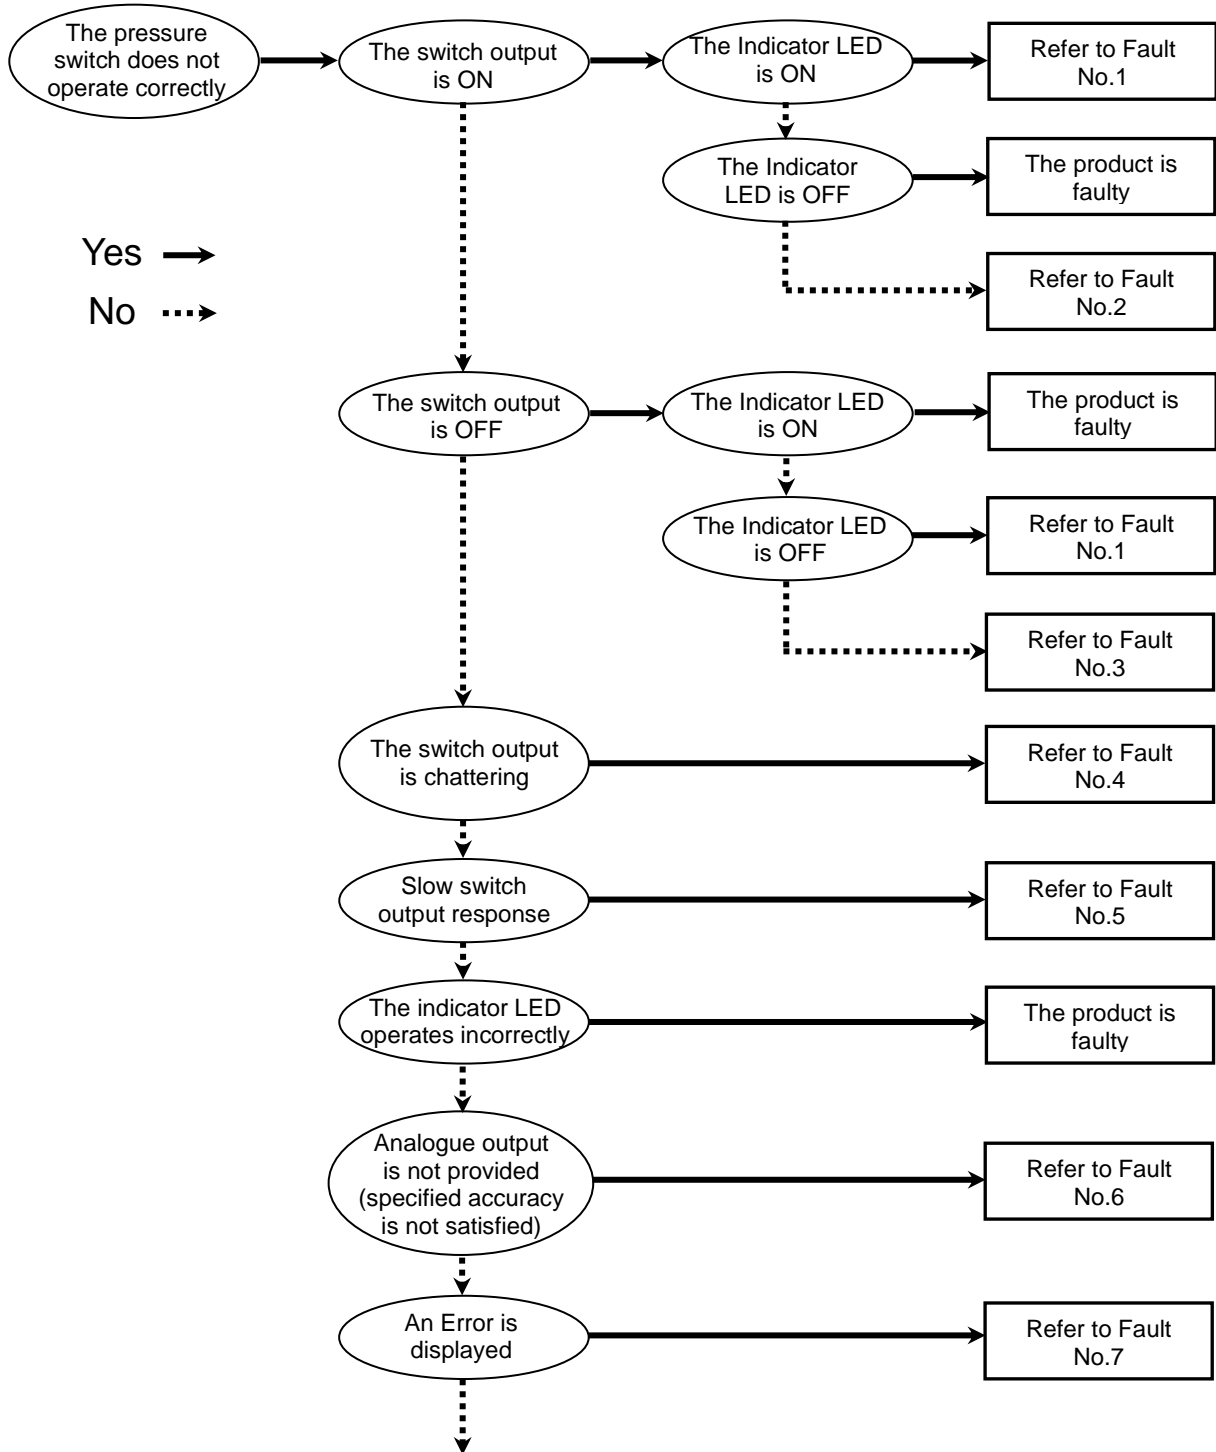 The pressure
switch does not
operate correctly
The switch output
is ON
The Indicator LED
is ON
Refer to Fault
No.1
The Indicator
LED is OFF
The product is
faulty
Yes
No
Refer to Fault
No.2
The switch output
is OFF
The Indicator LED
is ON
The product is
faulty
The Indicator LED
is OFF
Refer to Fault
No.1
Refer to Fault
No.3
The switch output
is chattering
Refer to Fault
No.4
Slow switch
output response
Refer to Fault
No.5
The indicator LED
operates incorrectly
The product is
faulty
Analogue output
is not provided
(specified accuracy
is not satisfied)
Refer to Fault
No.6
An Error is
displayed
Refer to Fault
No.7